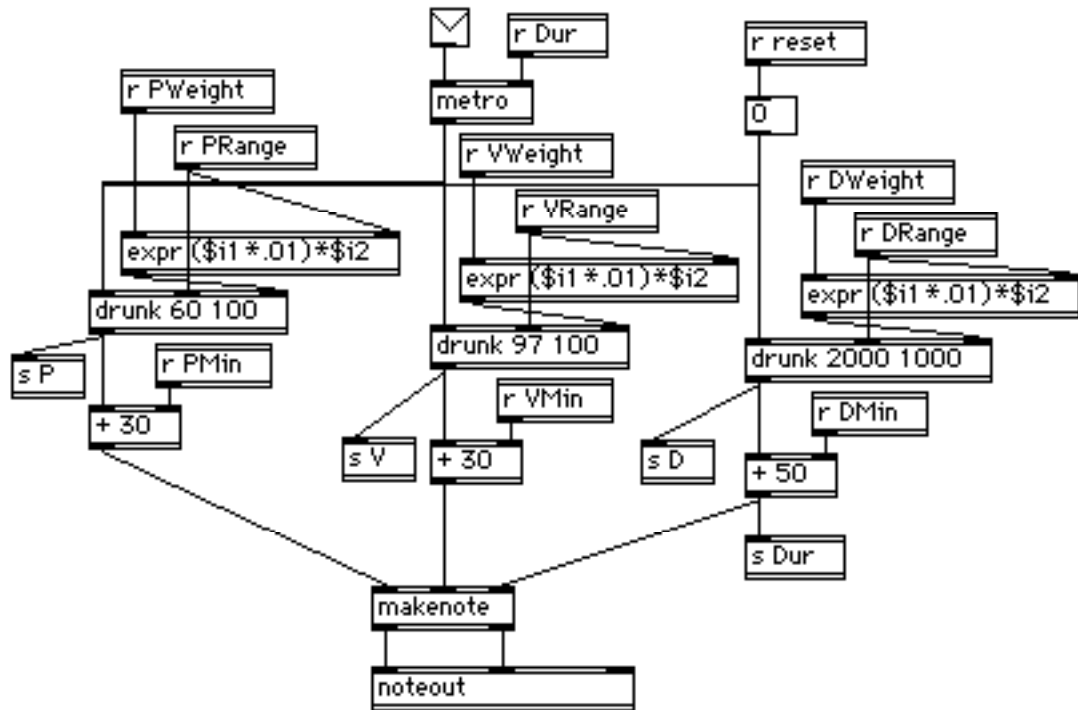 r Dur
r reset
r PWeight
metro
0
r PRange
r VWeight
r DWeight
r VRange
r DRange
expr ($i1*.01)*$i2
expr ($i1*.01)*$i2
expr ($i1*.01)*$i2
drunk 60 100
drunk 97 100
drunk 2000 1000
s P
r PMin
r VMin
r DMin
+ 30
s V
+ 30
s D
+ 50
s Dur
makenote
noteout